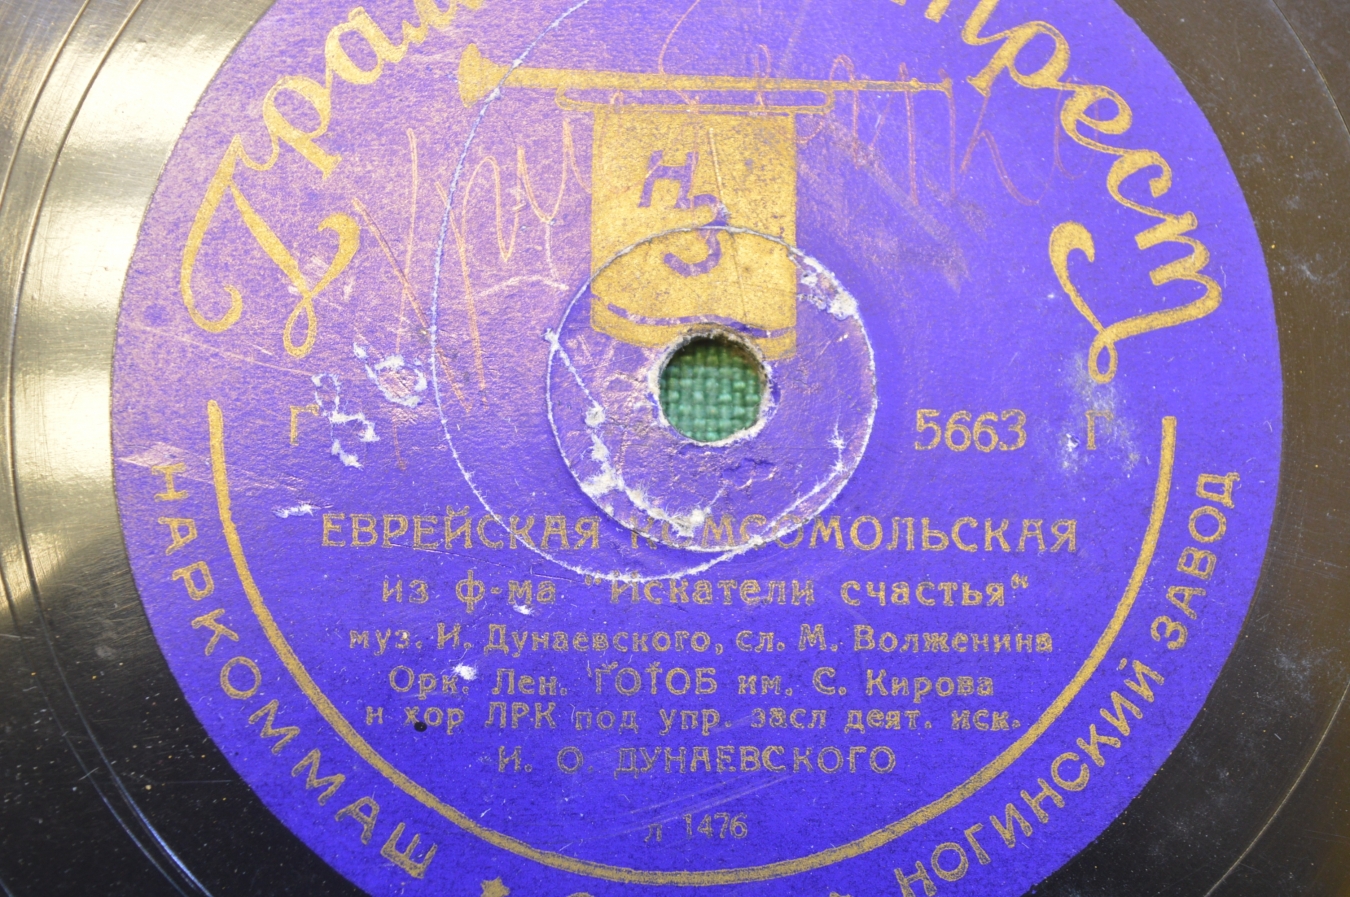 НЗ
Г
5663 Г
ЕВРЕЙСКАЯ КОМСОМОЛЬСКАЯ
из ф-ма "Искатели счастья"
муз. И. Дунаевского, сл. М. Волженина
Орк. Лен. ГОТОБ им. С. Кирова
и хор ЛРК под упр. засл деят. иск.
И. О. ДУНАЕВСКОГО
л 1476
НАРКОММАШ
НОГИНСКИЙ ЗАВОД